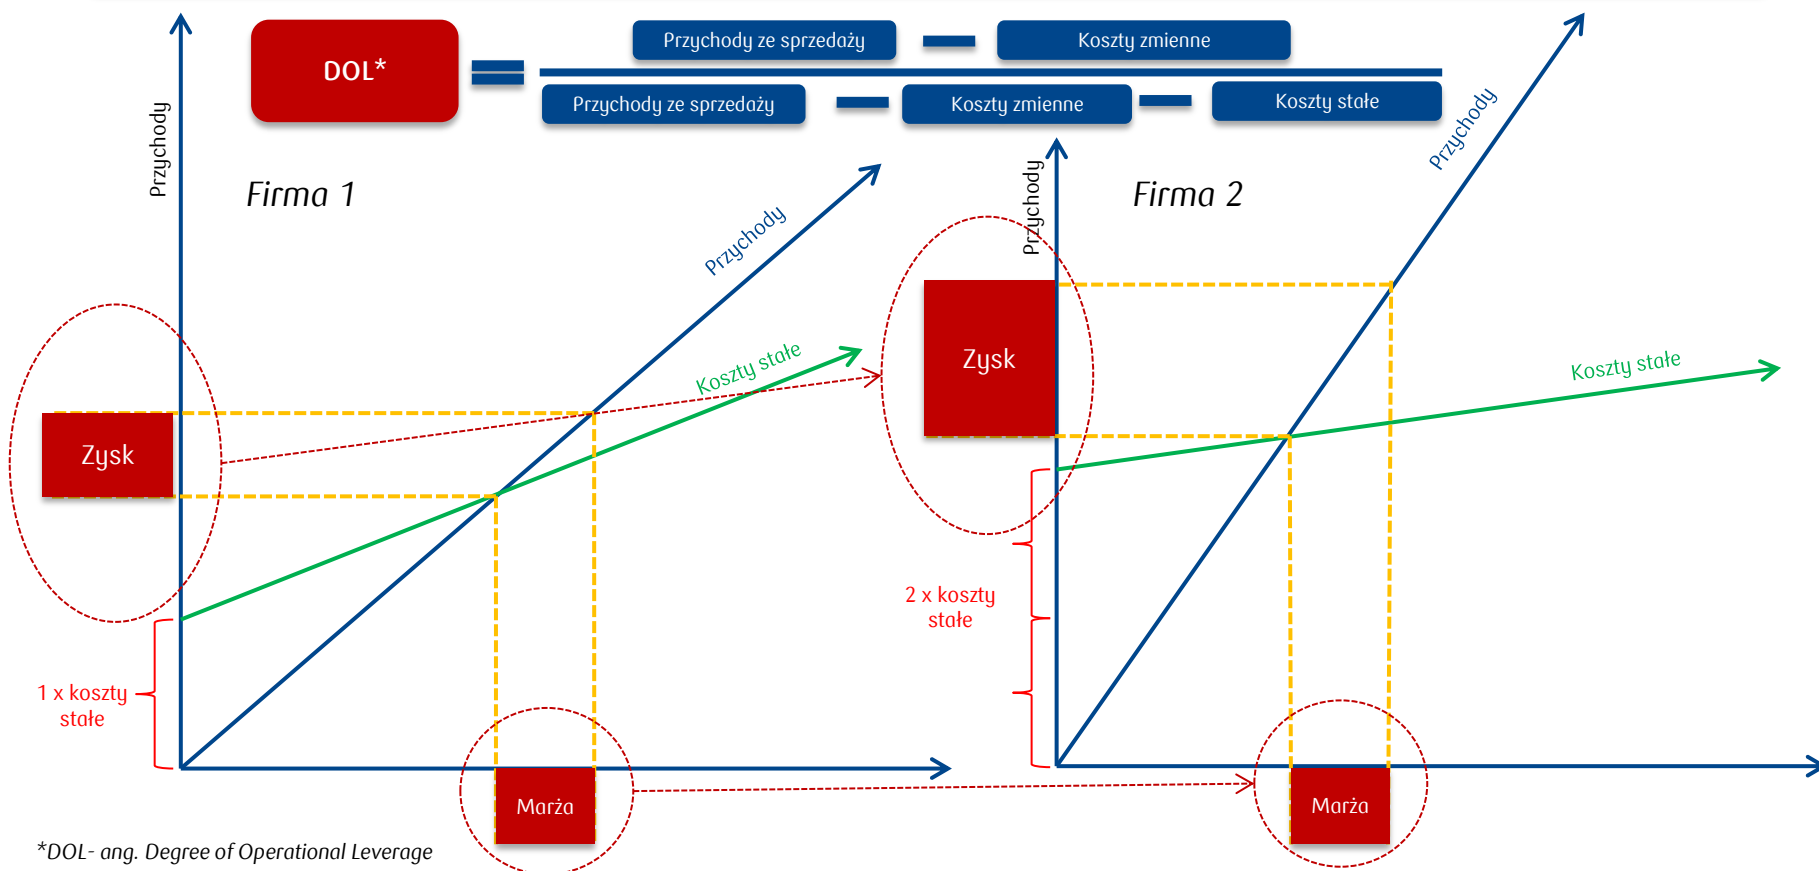 DOL*
Przychody ze sprzedaży
Koszty zmienne
Przychody ze sprzedaży
Koszty zmienne
Koszty stałe
Przychody
Firma 1
Przychody
Koszty stałe
Zysk
1 x koszty
stałe
Marża
Przychody
Firma 2
Przychody
Koszty stałe
Zysk
2 x koszty
stałe
Marża
*DOL- ang. Degree of Operational Leverage